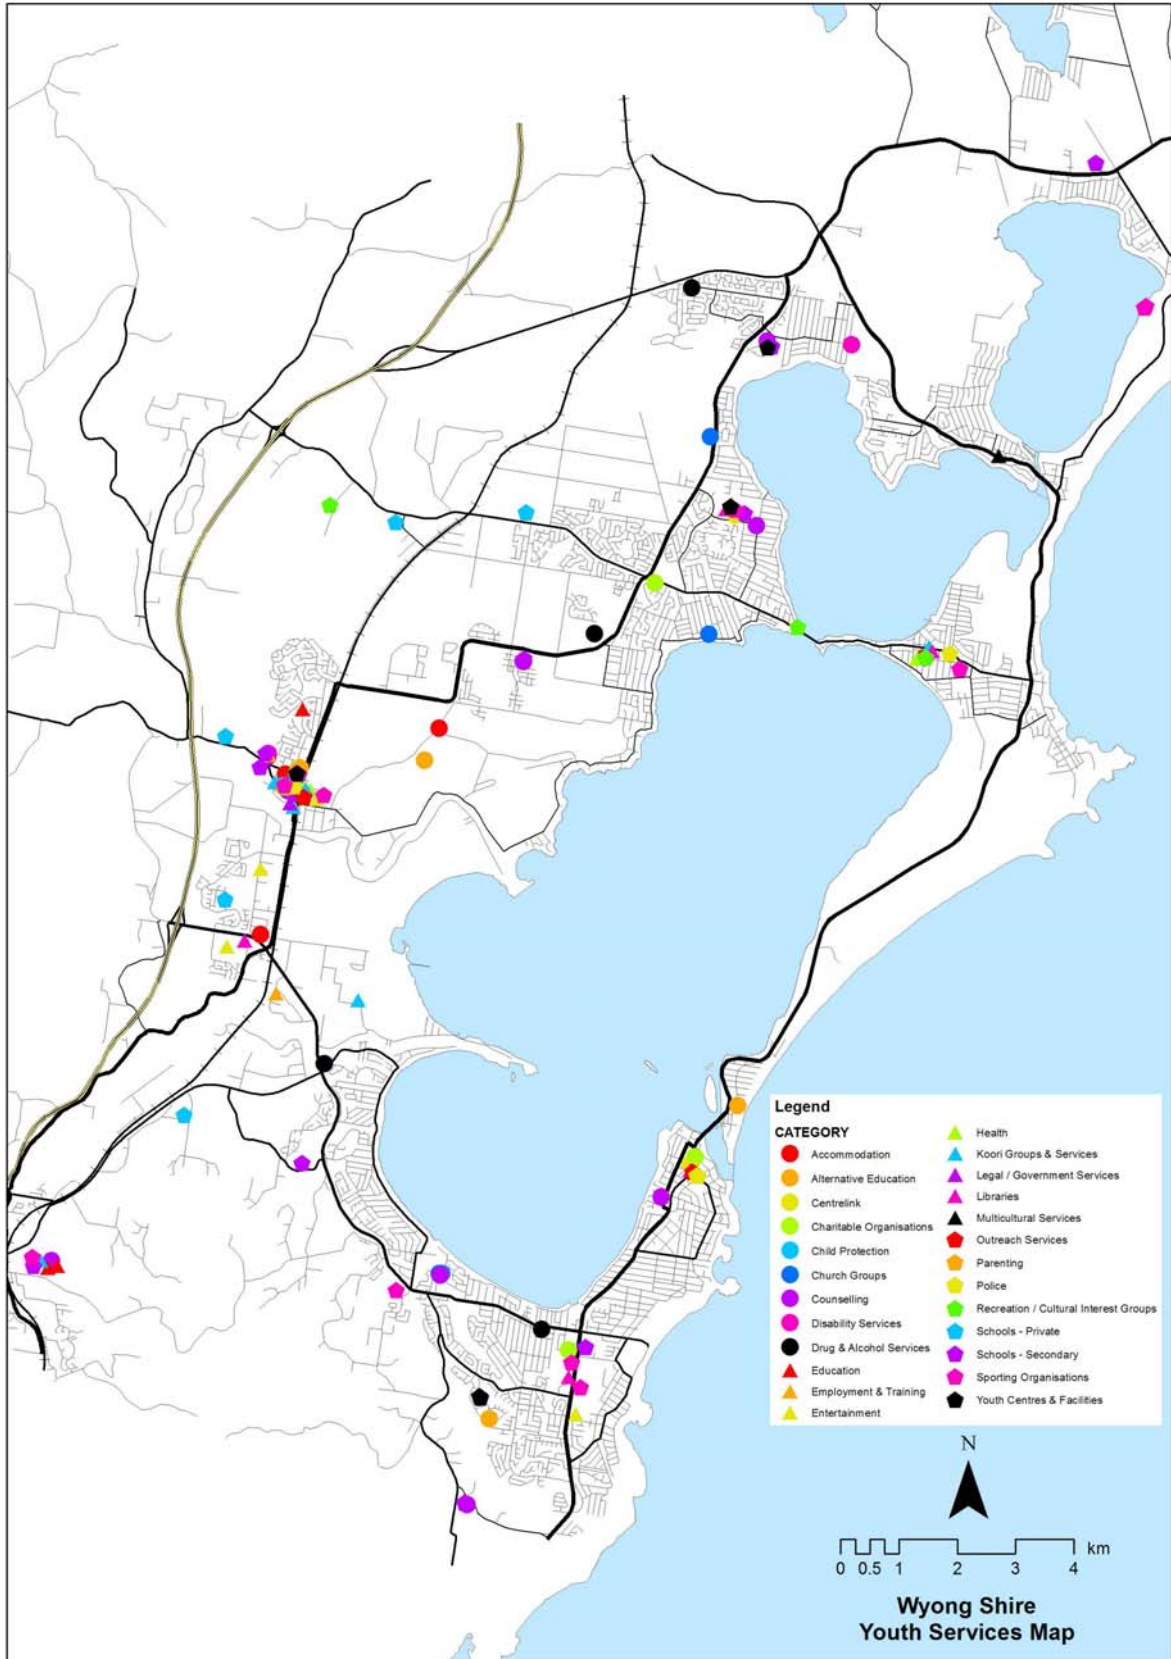 Legend
CATEGORY
Accommodation
Alternative Education
Centrelink
Charitable Organisations
Child Protection
Church Groups
Counselling
Disability Services
Drug & Alcohol Services
Education
Employment & Training
Entertainment
Health
Koori Groups & Services
Legal / Government Services
Libraries
Multicultural Services
Outreach Services
Parenting
Police
Recreation / Cultural Interest Groups
Schools - Private
Schools - Secondary
Sporting Organisations
Youth Centres & Facilities
N
km
0 0.5 1 2 3 4
Wyong Shire
Youth Services Map